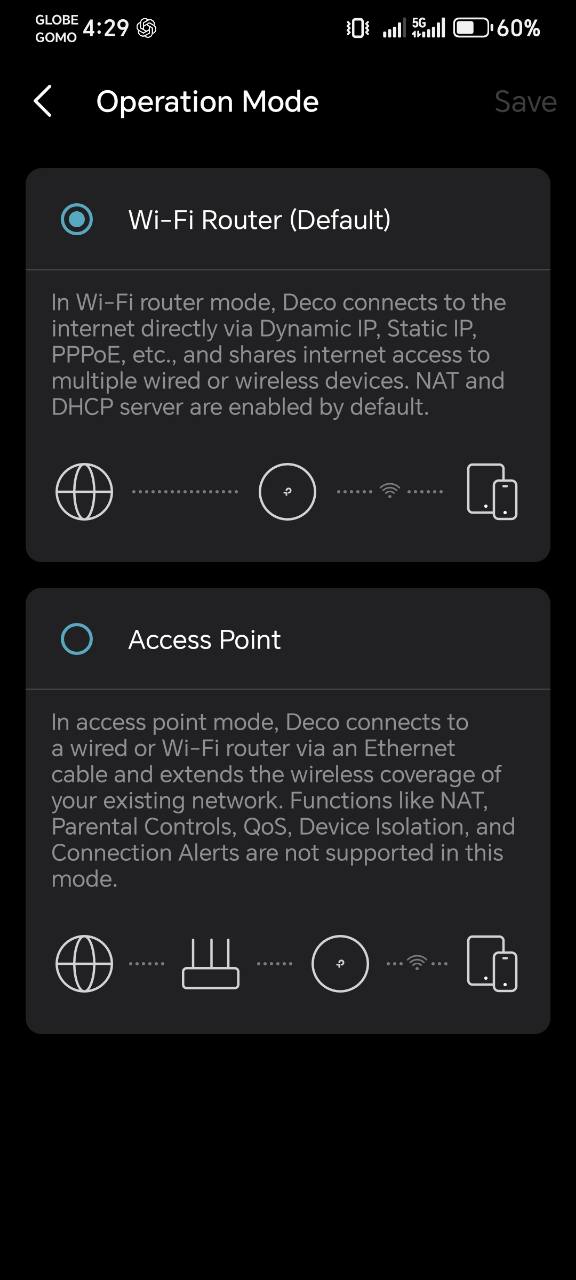 GLOBE
GOMO 4:29 5G 60%
Operation Mode Save
Wi-Fi Router (Default)
In Wi-Fi router mode, Deco connects to the
internet directly via Dynamic IP, Static IP,
PPPoE, etc., and shares internet access to
multiple wired or wireless devices. NAT and
DHCP server are enabled by default.
Access Point
In access point mode, Deco connects to
a wired or Wi-Fi router via an Ethernet
cable and extends the wireless coverage of
your existing network. Functions like NAT,
Parental Controls, QoS, Device Isolation, and
Connection Alerts are not supported in this
mode.